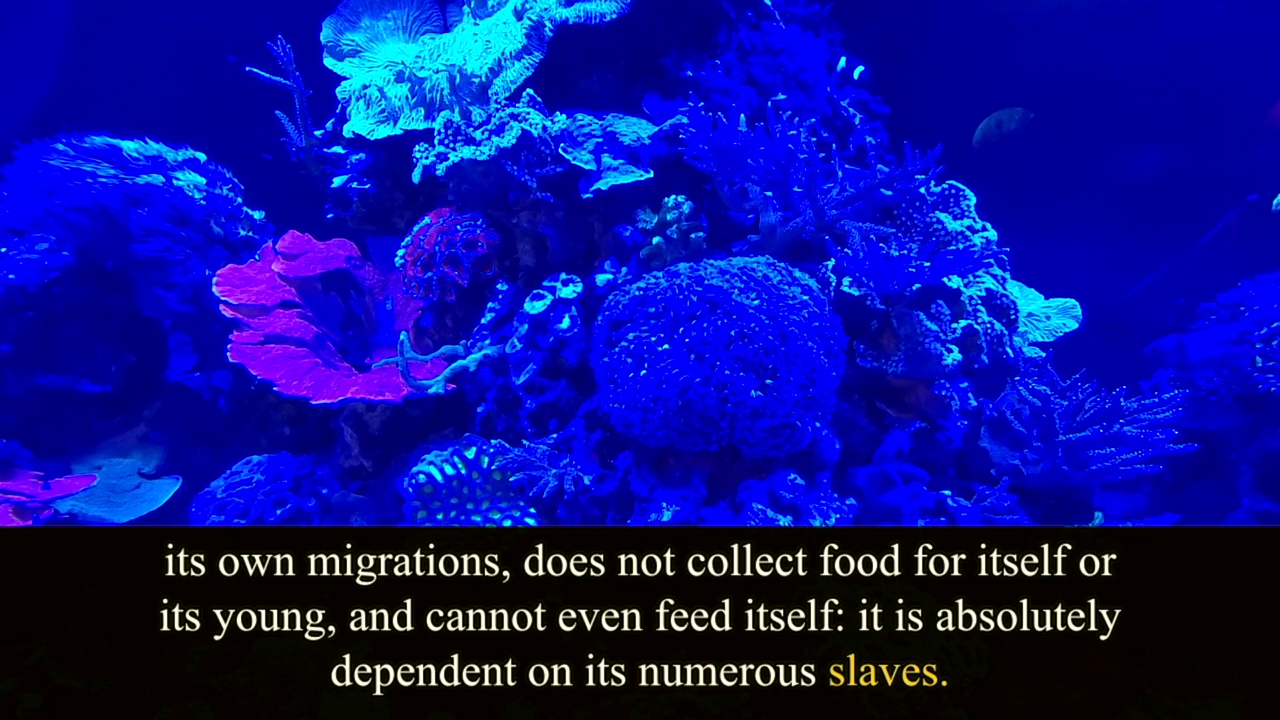 its own migrations, does not collect food for itself or
its young, and cannot even feed itself: it is absolutely
dependent on its numerous slaves.